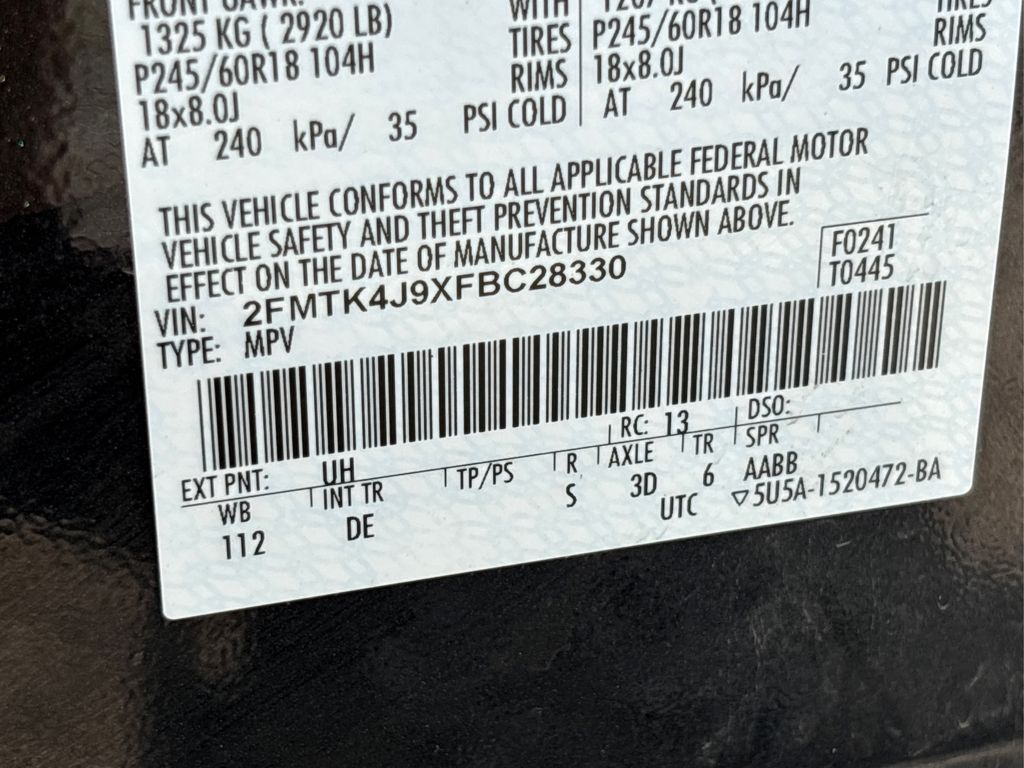 1325 KG ( 2920 LB)
P245/60R18 104H
18x8.0J
AT 240 kPa/ 35 PSI COLD
WITH
TIRES
RIMS
P245/60R18 104H
18x8.0J
RIMS
AT 240 kPa/ 35 PSI COLD
THIS VEHICLE CONFORMS TO ALL APPLICABLE FEDERAL MOTOR
VEHICLE SAFETY AND THEFT PREVENTION STANDARDS IN
EFFECT ON THE DATE OF MANUFACTURE SHOWN ABOVE.
F0241
T0445
VIN: 2FMTK4J9XFBC28330
TYPE: MPV
EXT PNT: UH RC: 13 DSO:
WB INT TR TP/PS R AXLE TR SPR
112 DE S 3D 6 AABB
UTC ▽5U5A-1520472-BA